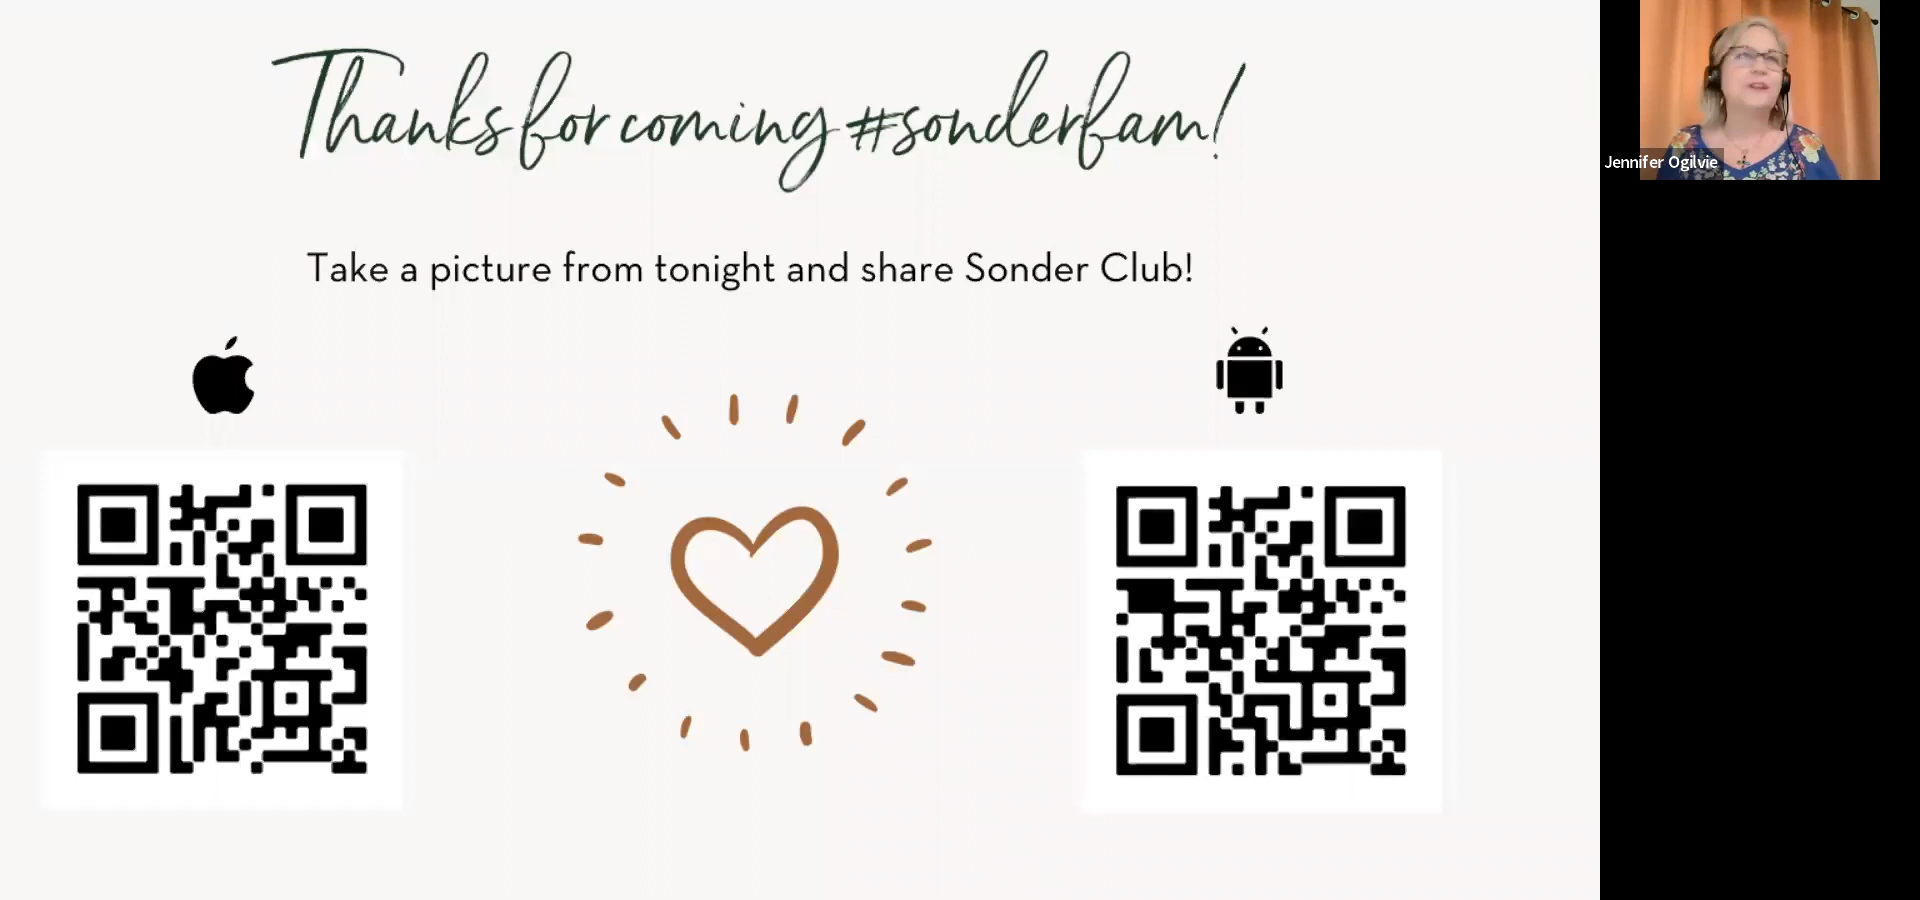 Thanks for coming #sonderfam!
Take a picture from tonight and share Sonder Club!
Jennifer Ogilvie